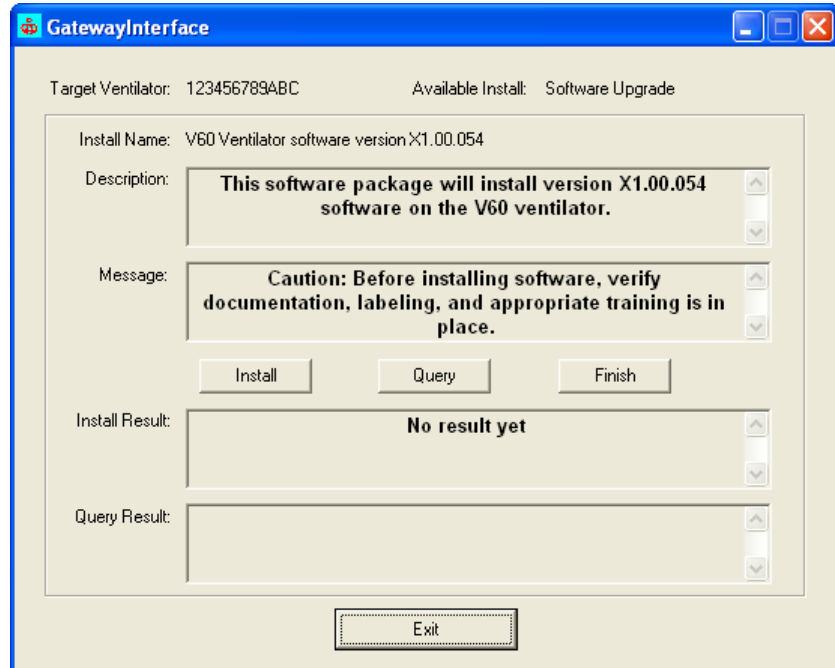 GatewayInterface
Target Ventilator: 123456789ABC Available Install: Software Upgrade
Install Name: V60 Ventilator software version X1.00.054
Description: This software package will install version X1.00.054
software on the V60 ventilator.
Message: Caution: Before installing software, verify
documentation, labeling, and appropriate training is in
place.
Install Query Finish
Install Result: No result yet
Query Result:
Exit